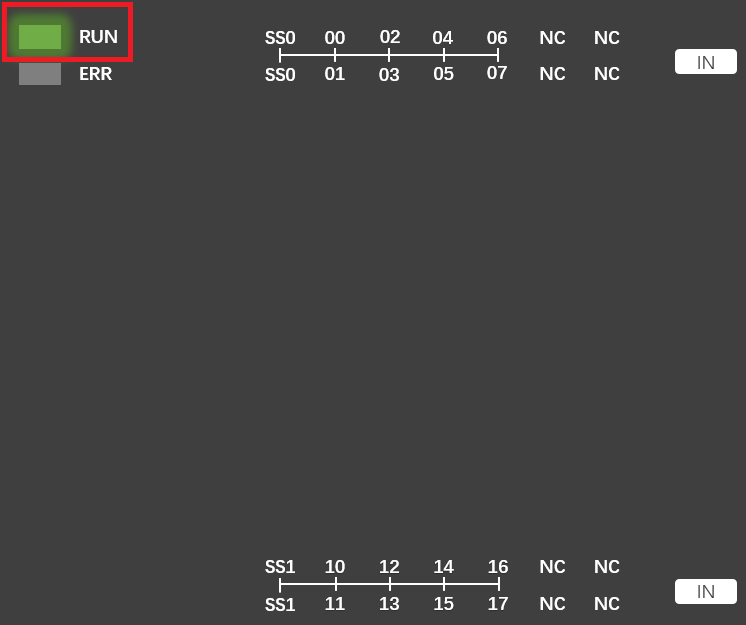 RUN
SS0 00 02 04 06 NC NC
IN
ERR
SS0 01 03 05 07 NC NC
SS1 10 12 14 16 NC NC
IN
SS1 11 13 15 17 NC NC